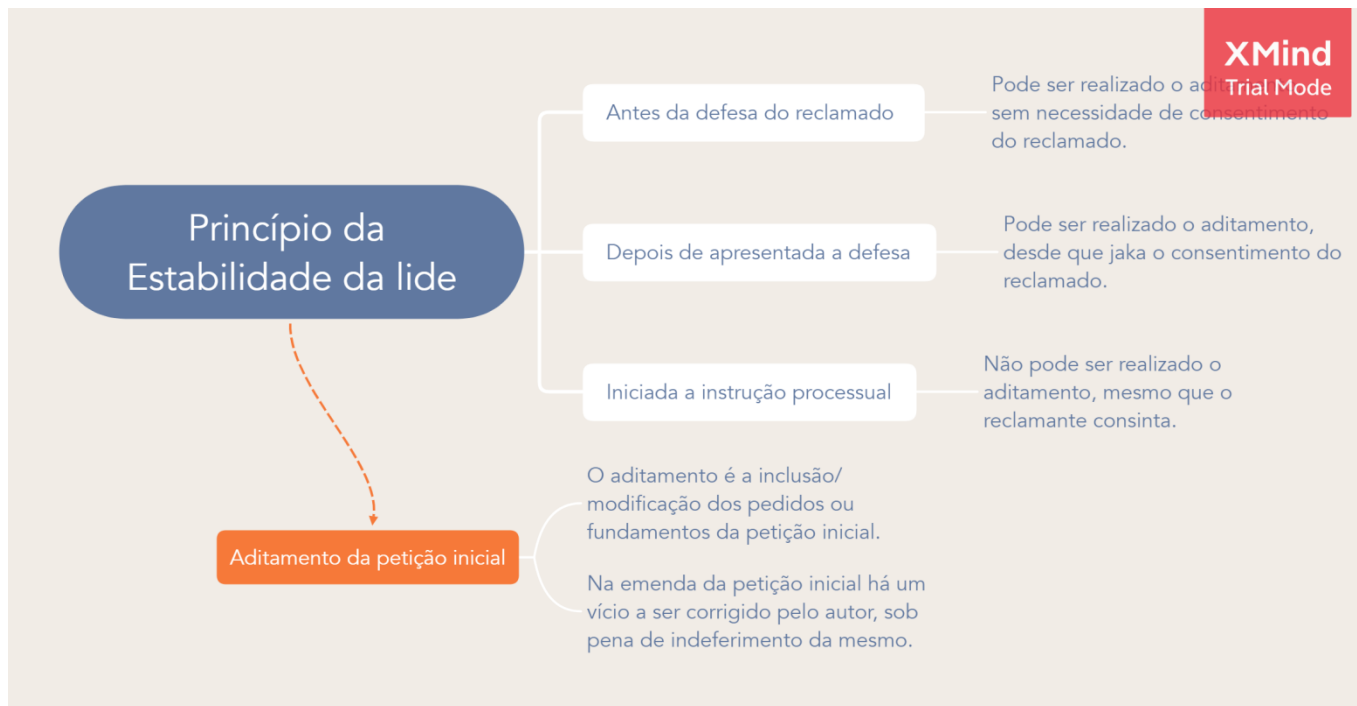 XMind
Trial Mode
Princípio da
Estabilidade da lide
Antes da defesa do reclamado
Pode ser realizado o aditamento
sem necessidade de consentimento
do reclamado.
Depois de apresentada a defesa
Pode ser realizado o aditamento,
desde que jaka o consentimento do
reclamado.
Iniciada a instrução processual
Não pode ser realizado o
aditamento, mesmo que o
reclamante consinta.
Aditamento da petição inicial
O aditamento é a inclusão/
modificação dos pedidos ou
fundamentos da petição inicial.
Na emenda da petição inicial há um
vício a ser corrigido pelo autor, sob
pena de indeferimento da mesmo.